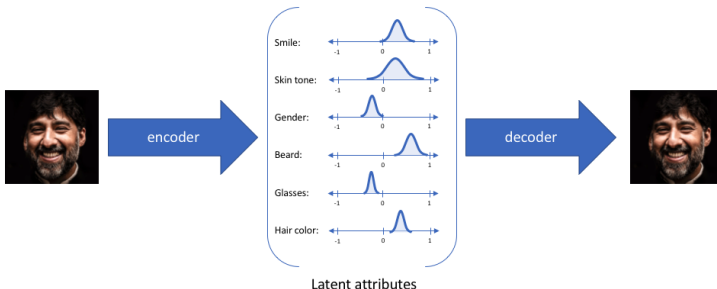 Smile:
-1 0 1
Skin tone:
-1 0 1
Gender:
-1 0 1
Beard:
-1 0 1
Glasses:
-1 0 1
Hair color:
-1 0 1
encoder
decoder
Latent attributes